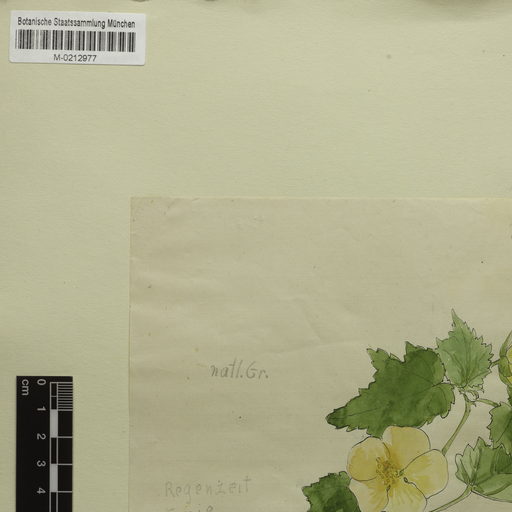 Botanische Staatssammlung München
M-0212977
natl. Gr.
Regenzeit
cm
0
1
2
3
4